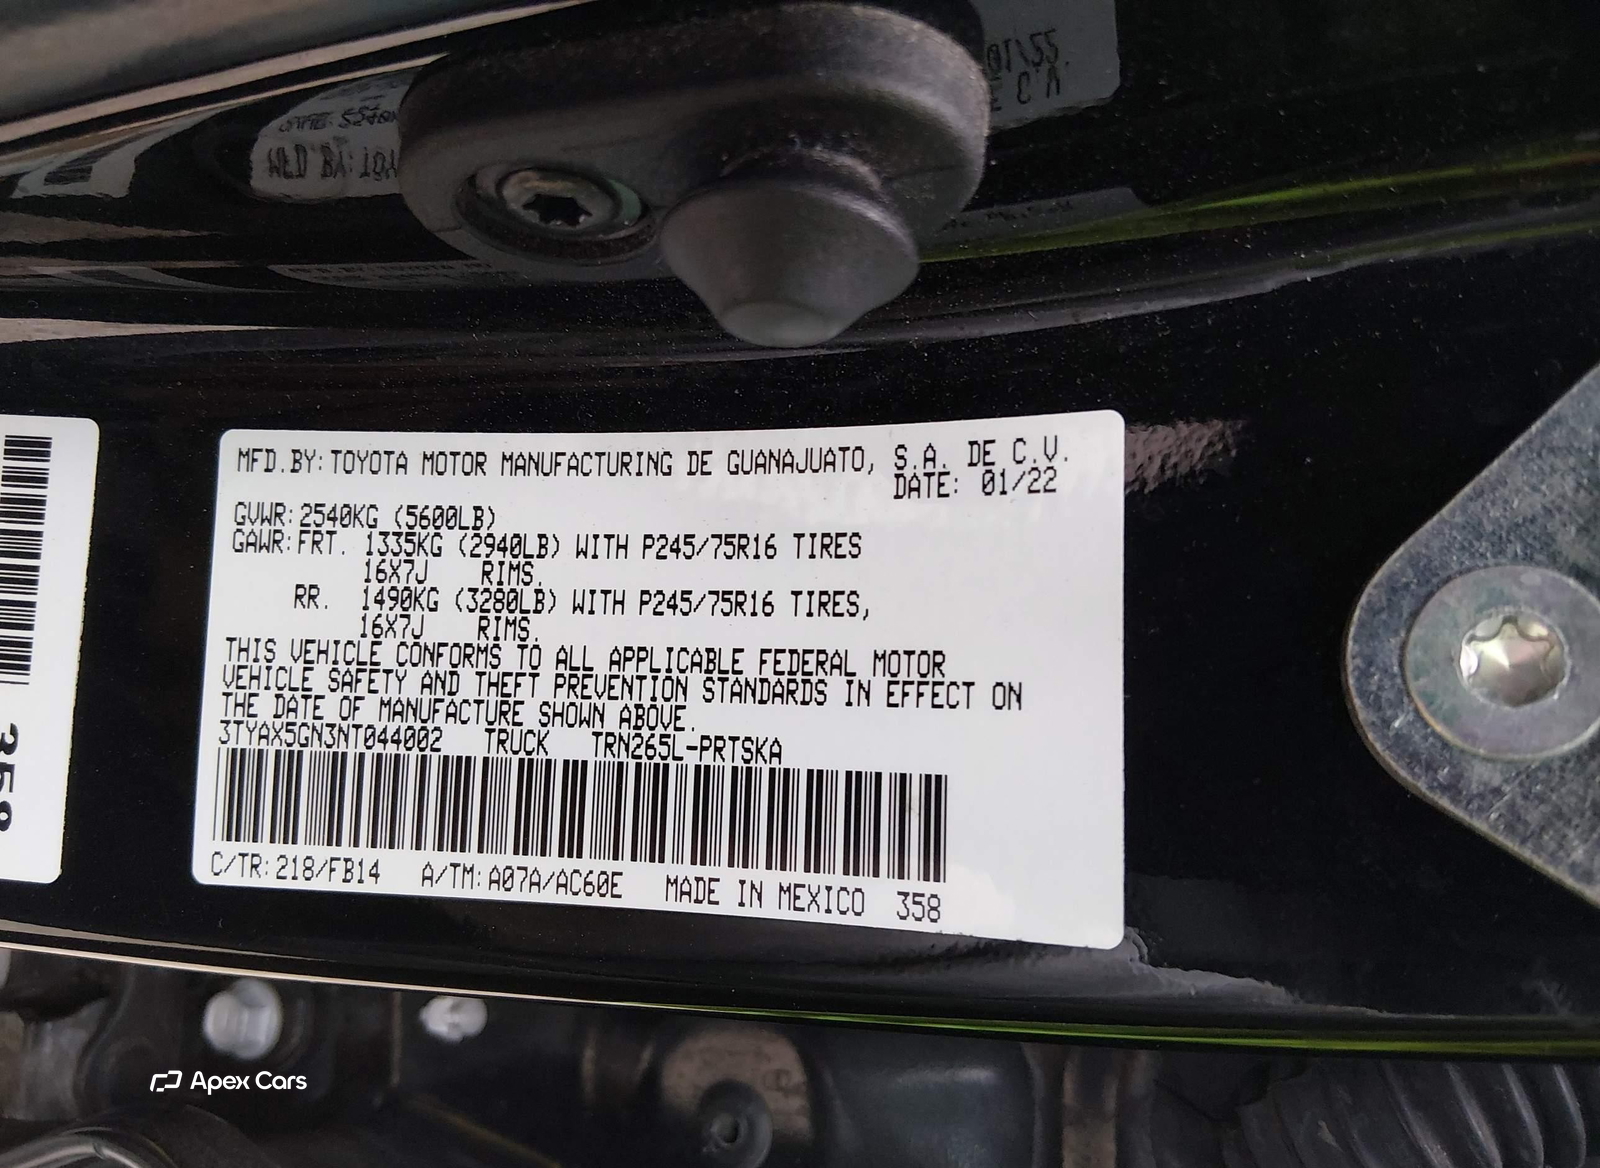 MFD.BY:TOYOTA MOTOR MANUFACTURING DE GUANAJUATO, S.A. DE C.V.
DATE: 01/22
GVWR:2540KG (5600LB)
GAWR:FRT. 1335KG (2940LB) WITH P245/75R16 TIRES
16X7J RIMS.
RR. 1490KG (3280LB) WITH P245/75R16 TIRES,
16X7J RIMS.
THIS VEHICLE CONFORMS TO ALL APPLICABLE FEDERAL MOTOR
VEHICLE SAFETY AND THEFT PREVENTION STANDARDS IN EFFECT ON
THE DATE OF MANUFACTURE SHOWN ABOVE.
3TYAX5GN3NT044002 TRUCK TRN265L-PRTSKA
C/TR:218/FB14 A/TM:A07A/AC60E MADE IN MEXICO 358
358
Apex Cars